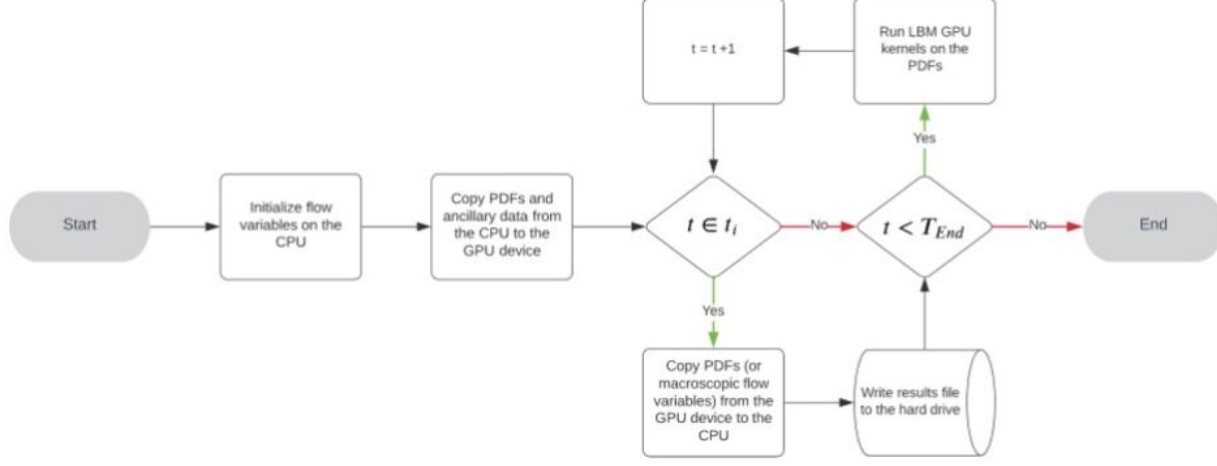 Start
Initialize flow
variables on the
CPU
Copy PDFs and
ancillary data from
the CPU to the
GPU device
t = t +1
Run LBM GPU
kernels on the
PDFs
t ∈ tᵢ
No
Yes
t < T_End
Yes
No
End
Copy PDFs (or
macroscopic flow
variables) from the
GPU device to the
CPU
Write results file
to the hard drive